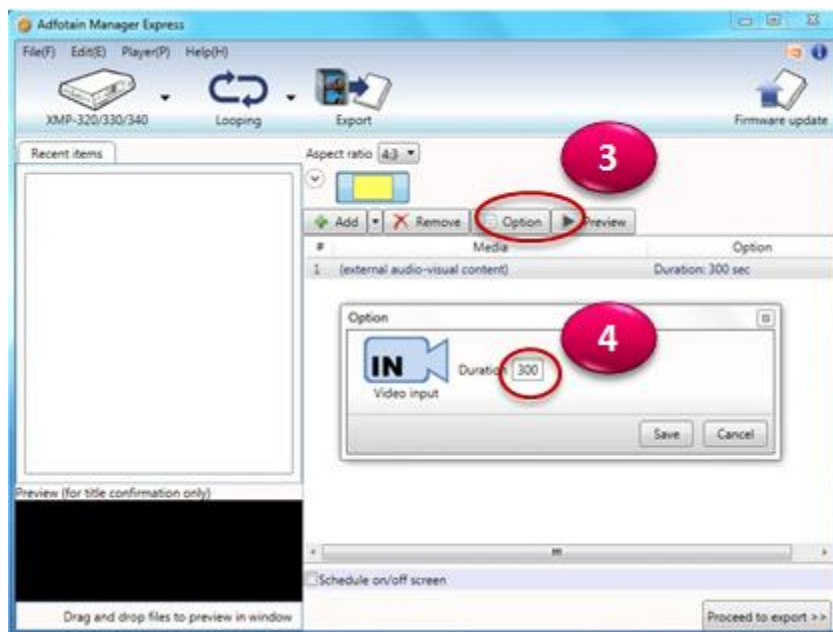 Adfotain Manager Express
File(F) Edit(E) Player(P) Help(H)
XMP-320/330/340 Looping Export Firmware update
Recent items
Aspect ratio 4:3
3
Add Remove Option Preview
# Media Option
1 (external audio-visual content) Duration: 300 sec
Option
4
IN
Duration 300
Video input
Save Cancel
Preview (for title confirmation only)
Schedule on/off screen
Drag and drop files to preview in window
Proceed to export >>